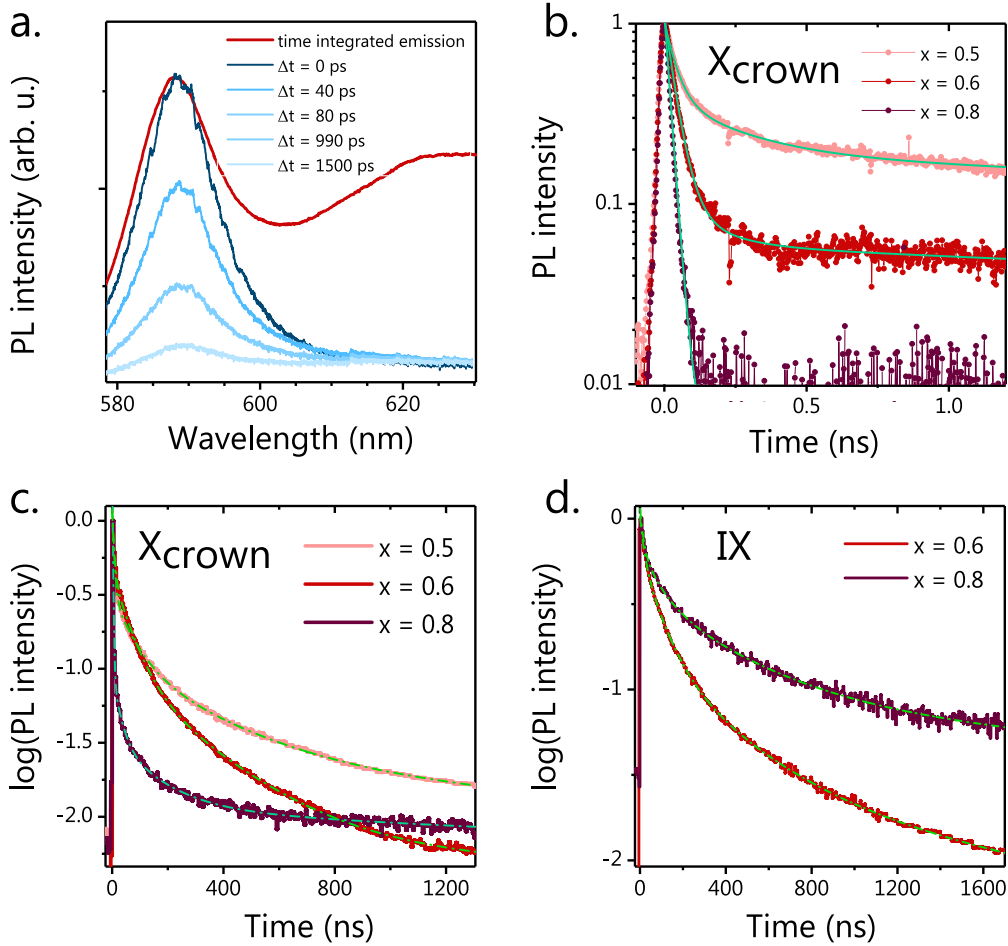 a.
time integrated emission
Δt = 0 ps
Δt = 40 ps
Δt = 80 ps
Δt = 990 ps
Δt = 1500 ps
PL intensity (arb. u.)
580
600
620
Wavelength (nm)
b.
Xcrown
x = 0.5
x = 0.6
x = 0.8
PL intensity
1
0.1
0.01
0.0
0.5
1.0
Time (ns)
c.
Xcrown
x = 0.5
x = 0.6
x = 0.8
log(PL intensity)
0.0
-0.5
-1.0
-1.5
-2.0
0
400
800
1200
Time (ns)
d.
IX
x = 0.6
x = 0.8
log(PL intensity)
0
-1
-2
0
400
800
1200
1600
Time (ns)